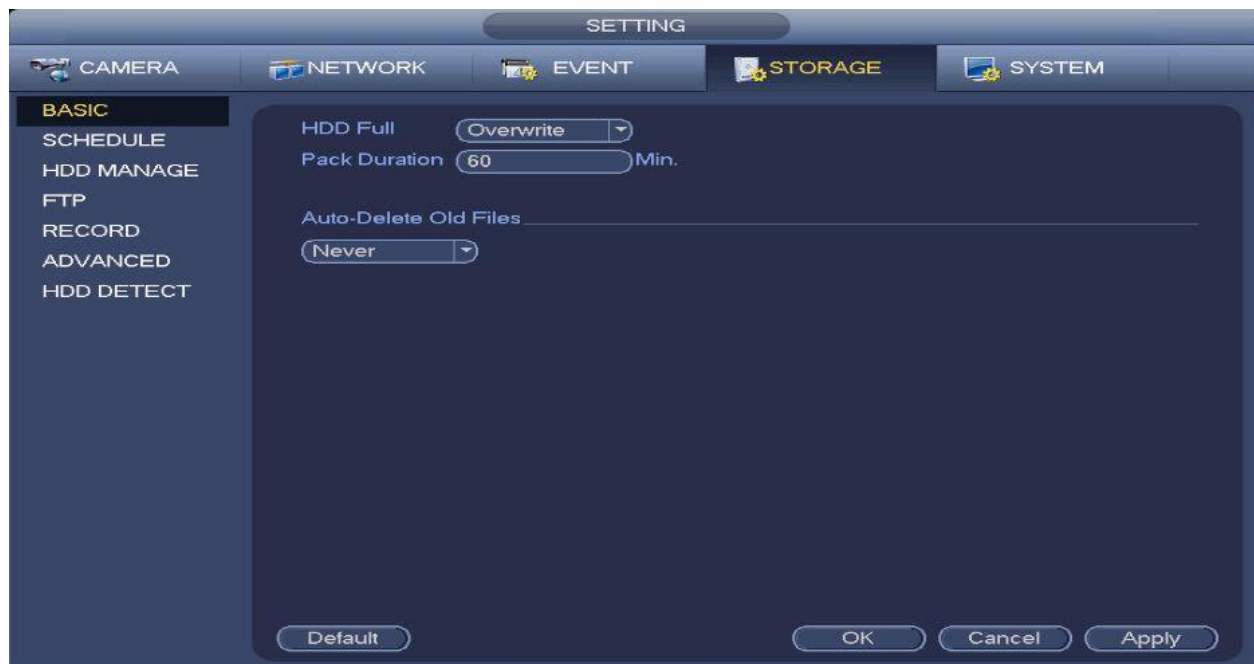 SETTING
CAMERA NETWORK EVENT STORAGE SYSTEM
BASIC
SCHEDULE
HDD MANAGE
FTP
RECORD
ADVANCED
HDD DETECT
HDD Full Overwrite
Pack Duration 60 Min.
Auto-Delete Old Files
Never
Default OK Cancel Apply